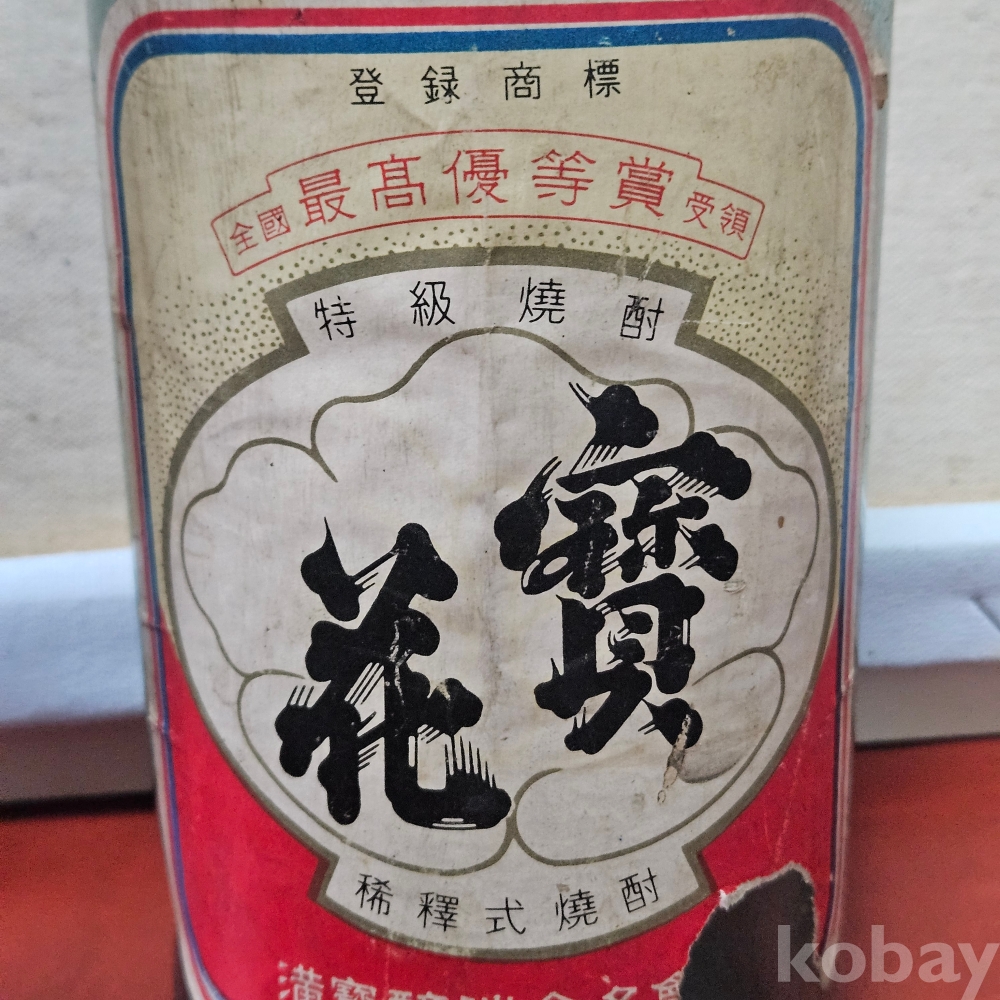 登録商標
全國 最高優等賞 受領
特級燒酎
寶
花
稀釋式燒酎
kobay